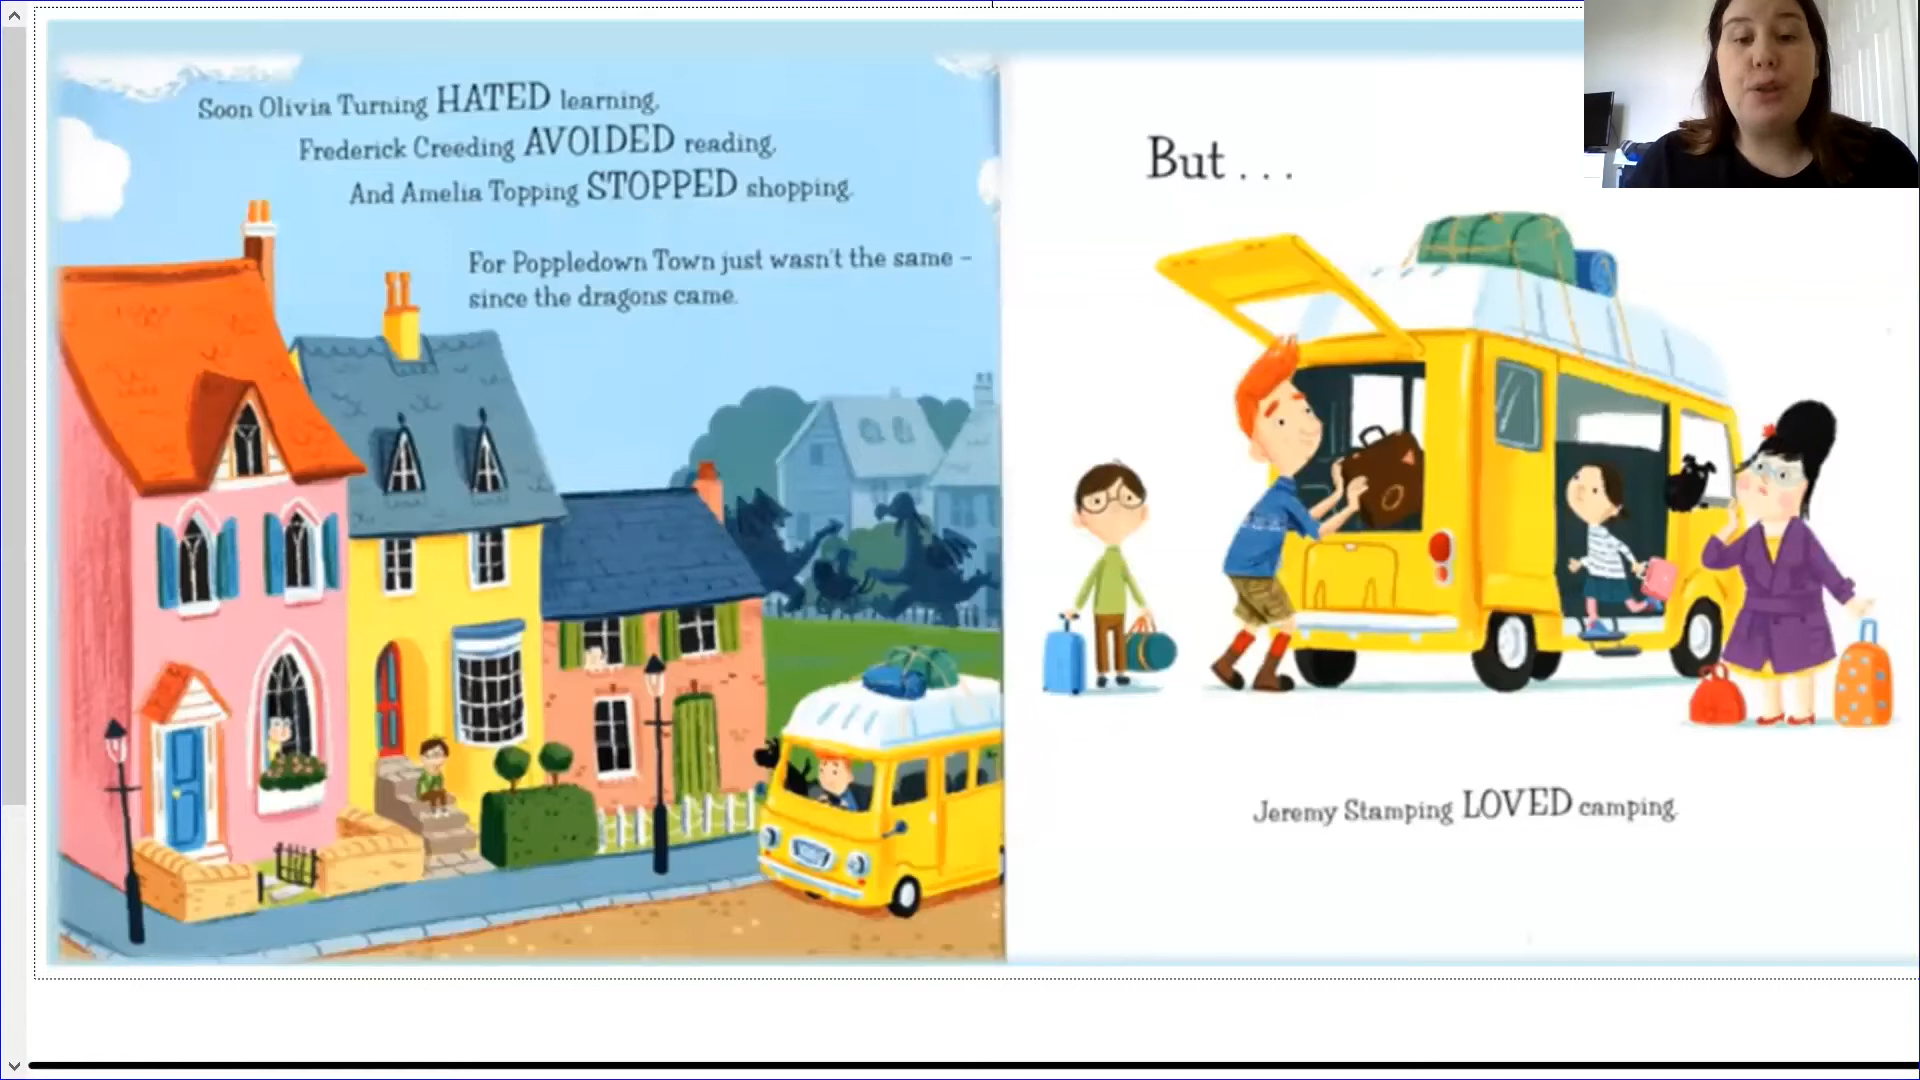 Soon Olivia Turning HATED learning,
Frederick Creeding AVOIDED reading,
And Amelia Topping STOPPED shopping.
For Poppledown Town just wasn't the same –
since the dragons came.
But...
Jeremy Stamping LOVED camping.